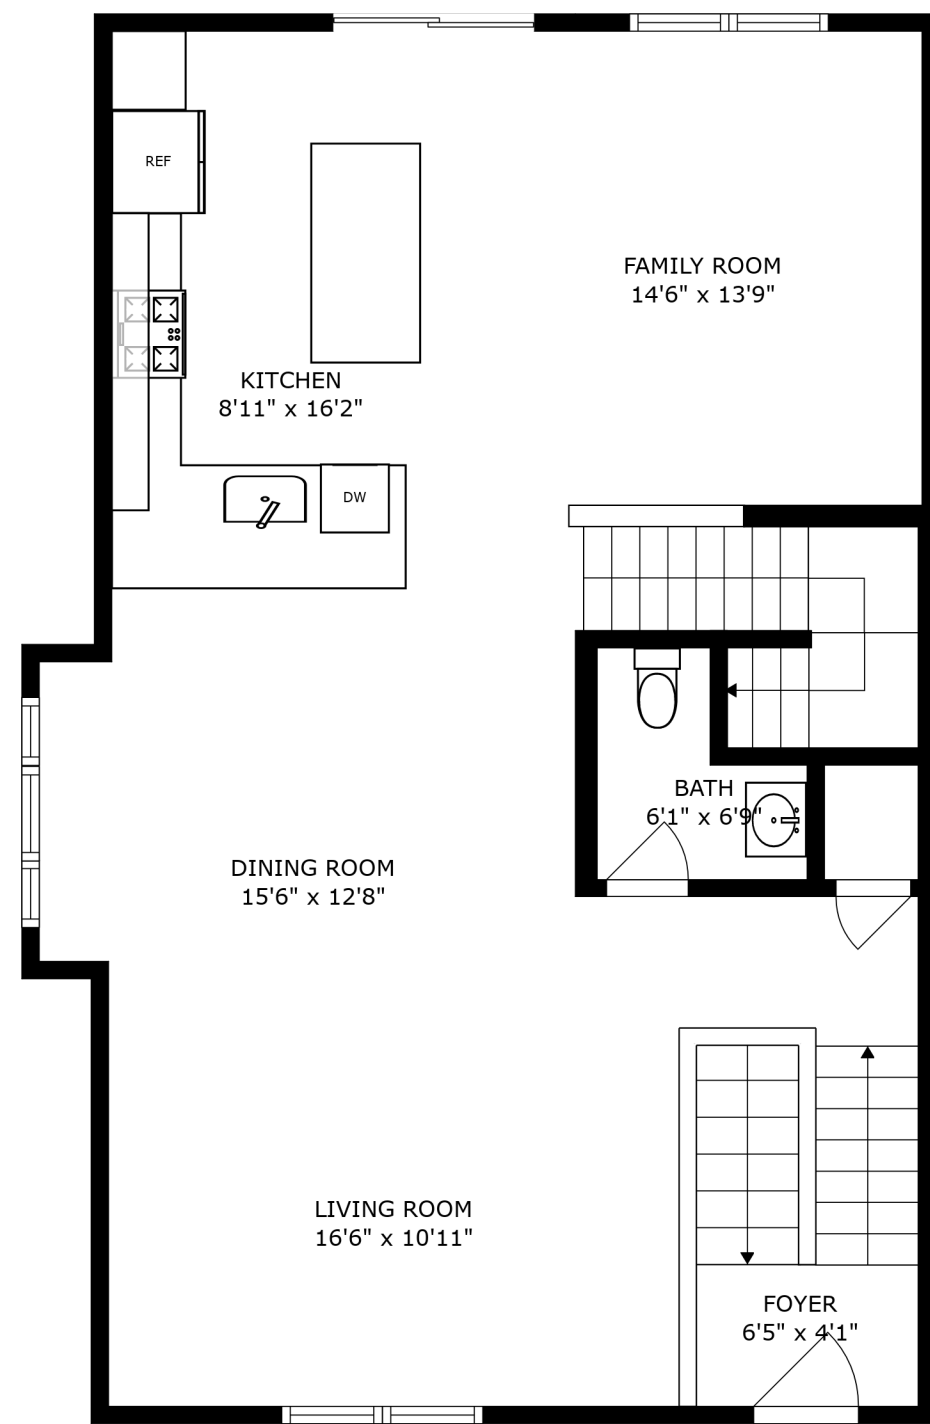 REF
FAMILY ROOM
14'6" x 13'9"
KITCHEN
8'11" x 16'2"
DW
BATH
6'1" x 6'9"
DINING ROOM
15'6" x 12'8"
LIVING ROOM
16'6" x 10'11"
FOYER
6'5" x 4'1"